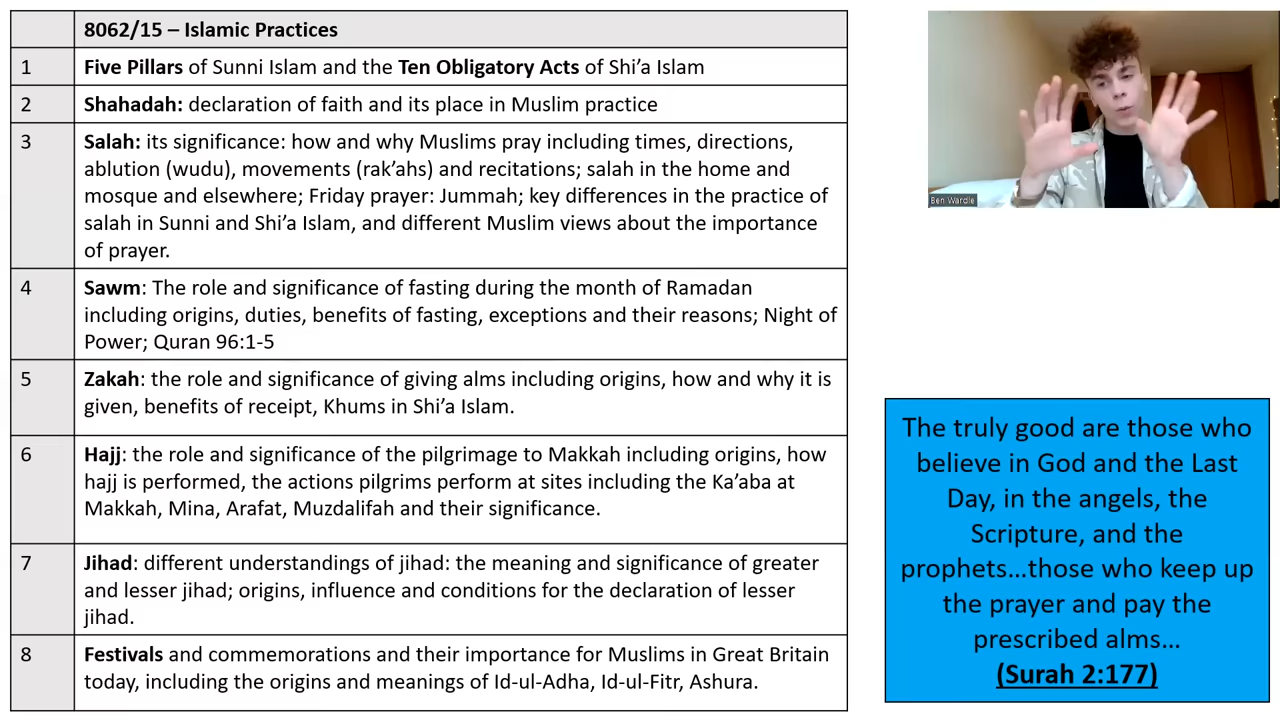 8062/15 – Islamic Practices
1
Five Pillars of Sunni Islam and the Ten Obligatory Acts of Shi’a Islam
2
Shahadah: declaration of faith and its place in Muslim practice
3
Salah: its significance: how and why Muslims pray including times, directions,
ablution (wudu), movements (rak’ahs) and recitations; salah in the home and
mosque and elsewhere; Friday prayer: Jummah; key differences in the practice of
salah in Sunni and Shi’a Islam, and different Muslim views about the importance
of prayer.
4
Sawm: The role and significance of fasting during the month of Ramadan
including origins, duties, benefits of fasting, exceptions and their reasons; Night of
Power; Quran 96:1-5
5
Zakah: the role and significance of giving alms including origins, how and why it is
given, benefits of receipt, Khums in Shi’a Islam.
6
Hajj: the role and significance of the pilgrimage to Makkah including origins, how
hajj is performed, the actions pilgrims perform at sites including the Ka’aba at
Makkah, Mina, Arafat, Muzdalifah and their significance.
7
Jihad: different understandings of jihad: the meaning and significance of greater
and lesser jihad; origins, influence and conditions for the declaration of lesser
jihad.
8
Festivals and commemorations and their importance for Muslims in Great Britain
today, including the origins and meanings of Id-ul-Adha, Id-ul-Fitr, Ashura.
Ben Wardle
The truly good are those who
believe in God and the Last
Day, in the angels, the
Scripture, and the
prophets…those who keep up
the prayer and pay the
prescribed alms…
(Surah 2:177)